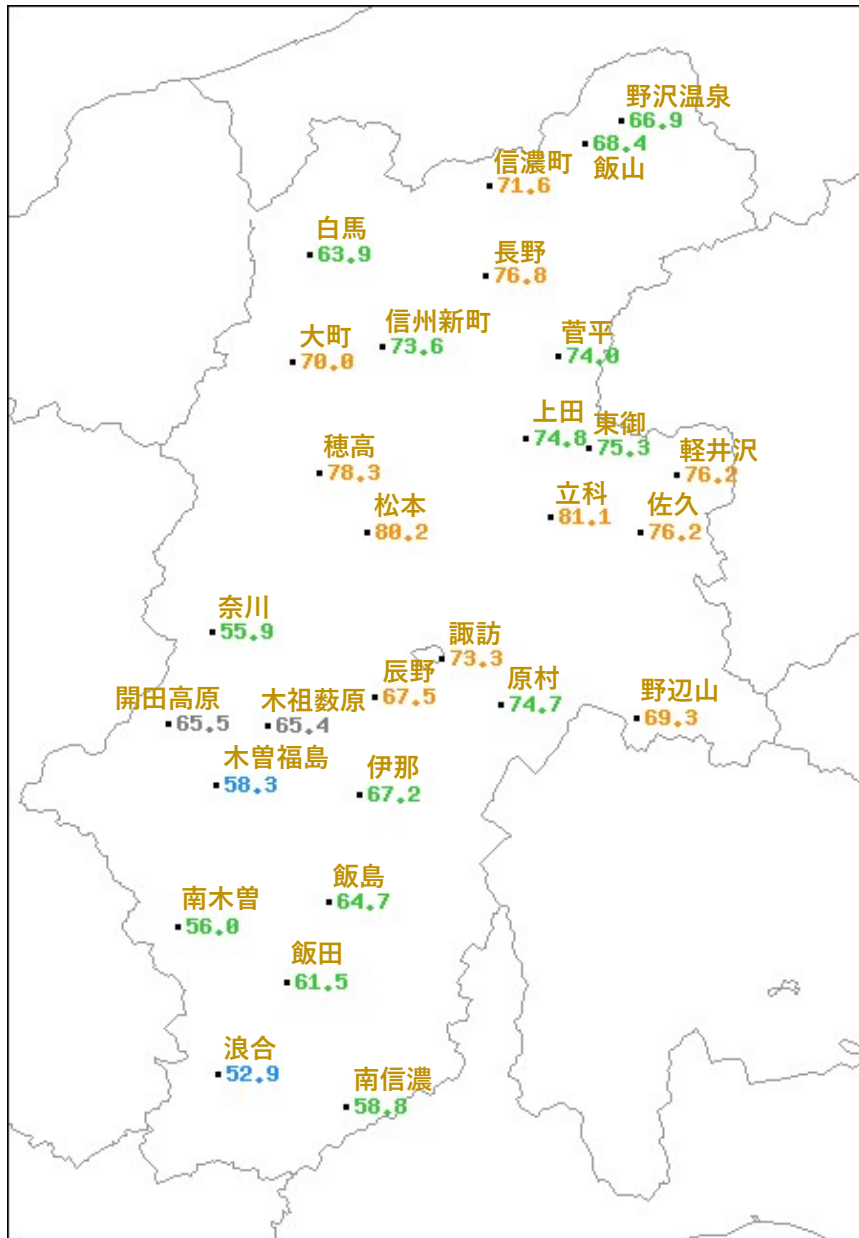 野沢温泉
66.9
68.4
飯山
信濃町
71.6
白馬
63.9
長野
76.8
信州新町
73.6
大町
70.0
菅平
74.0
上田
74.8
東御
75.3
軽井沢
76.2
穂高
78.3
松本
80.2
立科
81.1
佐久
76.2
奈川
55.9
諏訪
73.3
辰野
67.5
原村
74.7
野辺山
69.3
開田高原
65.5
木祖薮原
65.4
木曽福島
58.3
伊那
67.2
飯島
64.7
南木曽
56.0
飯田
61.5
浪合
52.9
南信濃
58.8